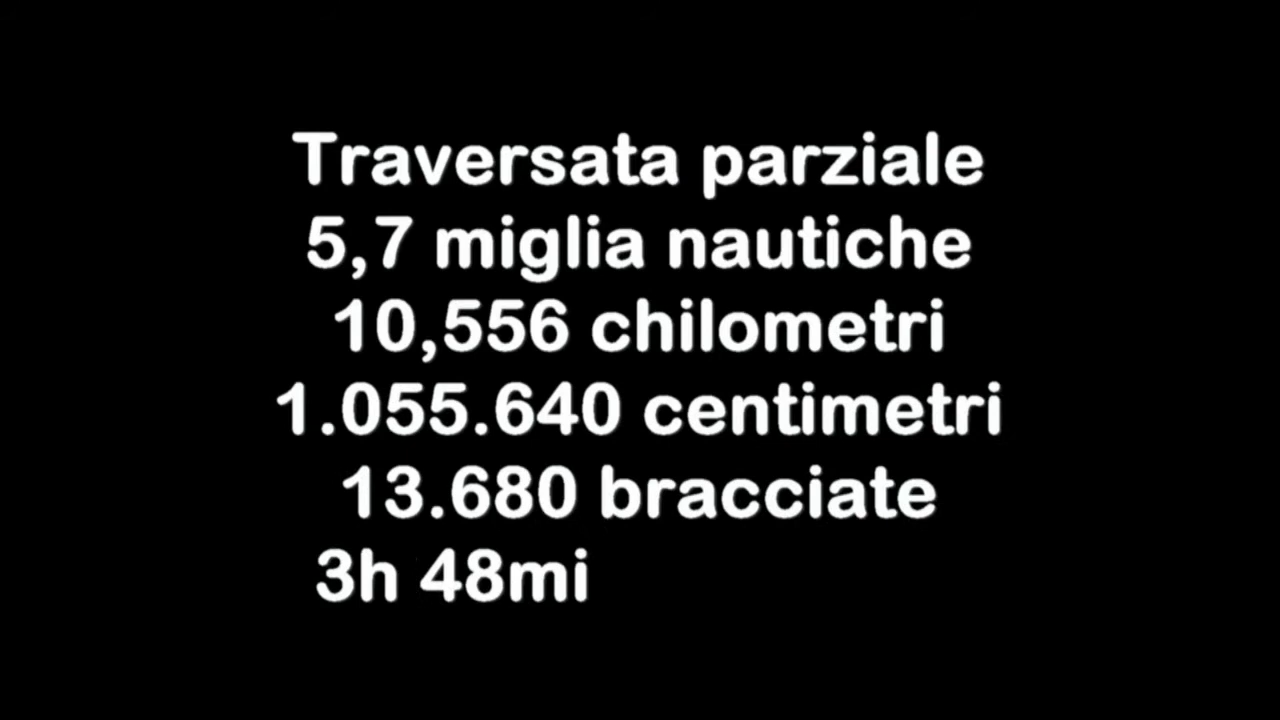 Traversata parziale
5,7 miglia nautiche
10,556 chilometri
1.055.640 centimetri
13.680 bracciate
3h 48mi